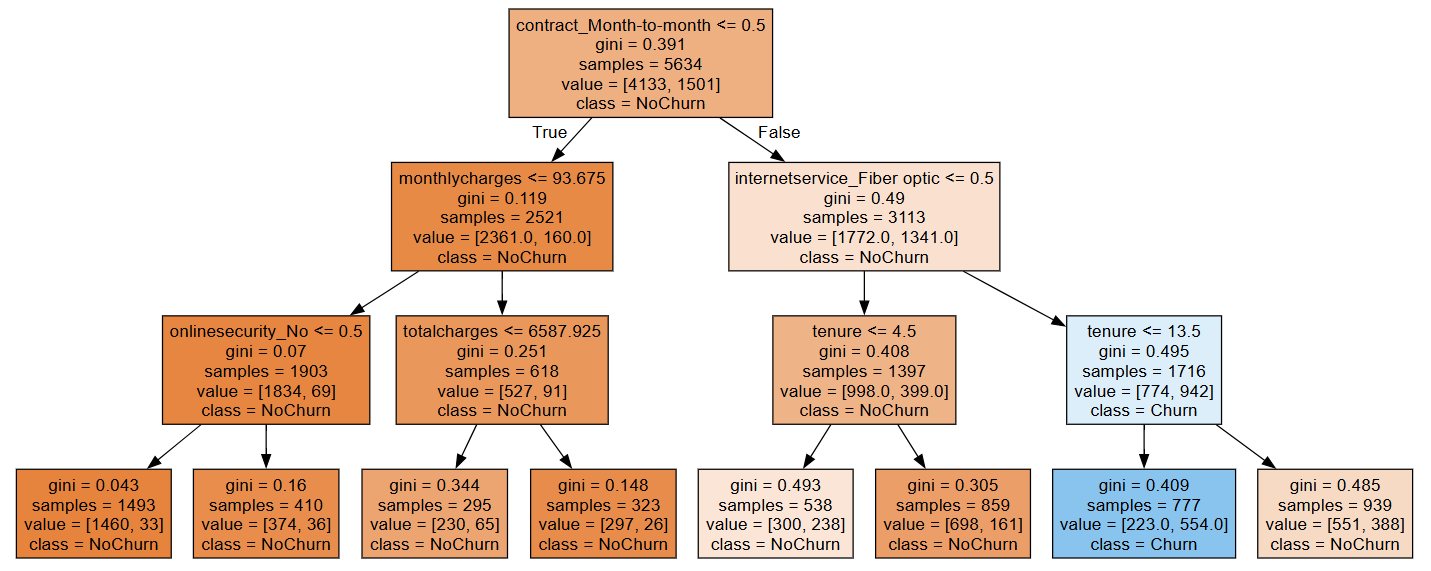 contract_Month-to-month <= 0.5
gini = 0.391
samples = 5634
value = [4133, 1501]
class = NoChurn
True
False
monthlycharges <= 93.675
gini = 0.119
samples = 2521
value = [2361.0, 160.0]
class = NoChurn
internetservice_Fiber optic <= 0.5
gini = 0.49
samples = 3113
value = [1772.0, 1341.0]
class = NoChurn
onlinesecurity_No <= 0.5
gini = 0.07
samples = 1903
value = [1834, 69]
class = NoChurn
totalcharges <= 6587.925
gini = 0.251
samples = 618
value = [527, 91]
class = NoChurn
tenure <= 4.5
gini = 0.408
samples = 1397
value = [998.0, 399.0]
class = NoChurn
tenure <= 13.5
gini = 0.495
samples = 1716
value = [774, 942]
class = Churn
gini = 0.043
samples = 1493
value = [1460, 33]
class = NoChurn
gini = 0.16
samples = 410
value = [374, 36]
class = NoChurn
gini = 0.344
samples = 295
value = [230, 65]
class = NoChurn
gini = 0.148
samples = 323
value = [297, 26]
class = NoChurn
gini = 0.493
samples = 538
value = [300, 238]
class = NoChurn
gini = 0.305
samples = 859
value = [698, 161]
class = NoChurn
gini = 0.409
samples = 777
value = [223.0, 554.0]
class = Churn
gini = 0.485
samples = 939
value = [551, 388]
class = NoChurn